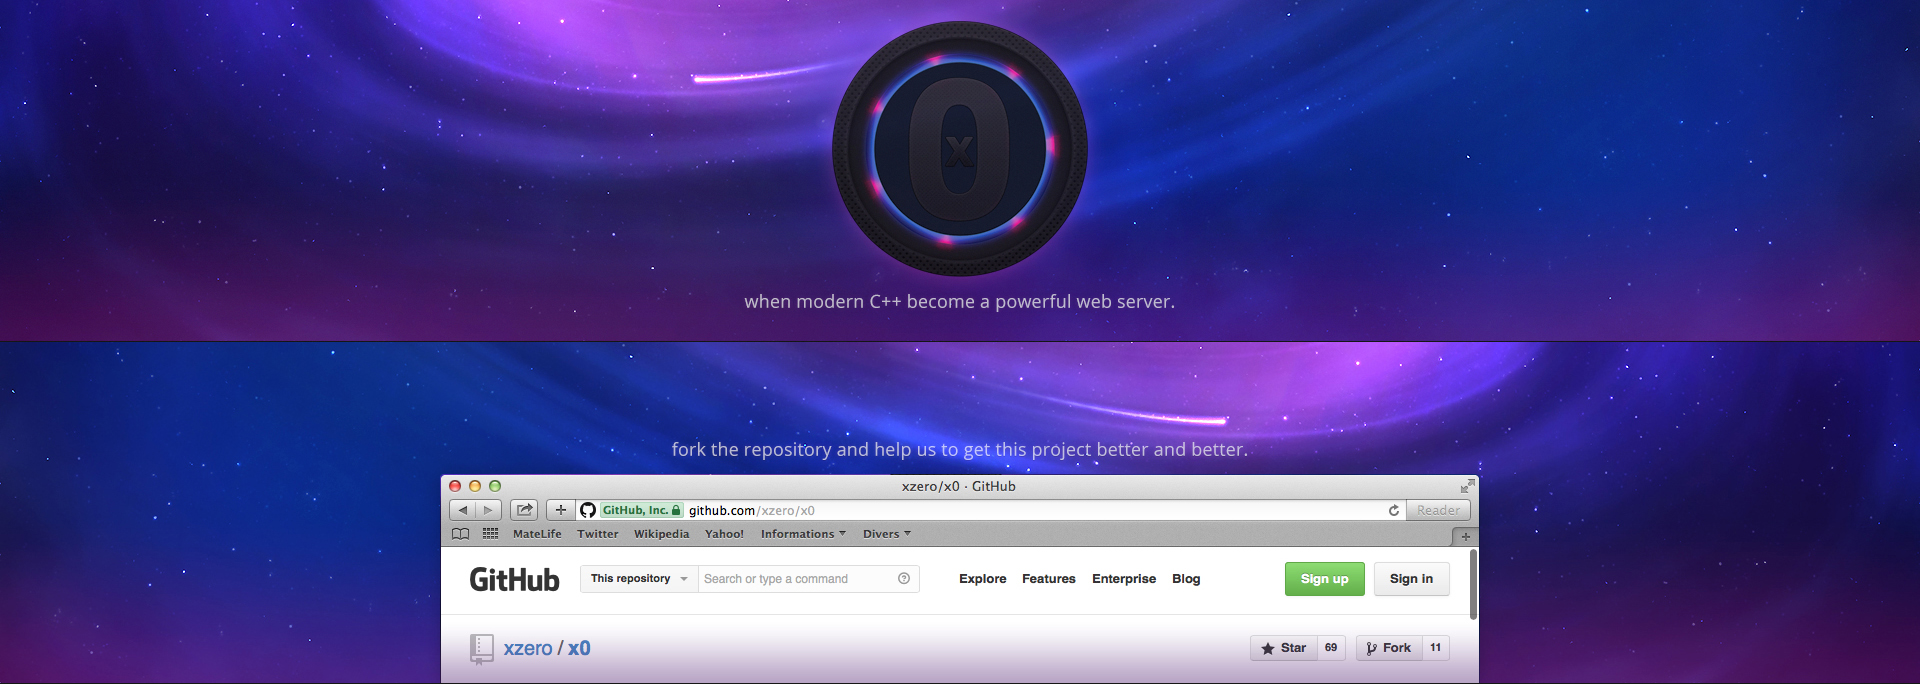 0
x
when modern C++ become a powerful web server.
fork the repository and help us to get this project better and better.
xzero/x0 · GitHub
GitHub, Inc. github.com/xzero/x0 Reader
MateLife Twitter Wikipedia Yahoo! Informations Divers
GitHub This repository Search or type a command Explore Features Enterprise Blog Sign up Sign in
xzero / x0 Star 69 Fork 11